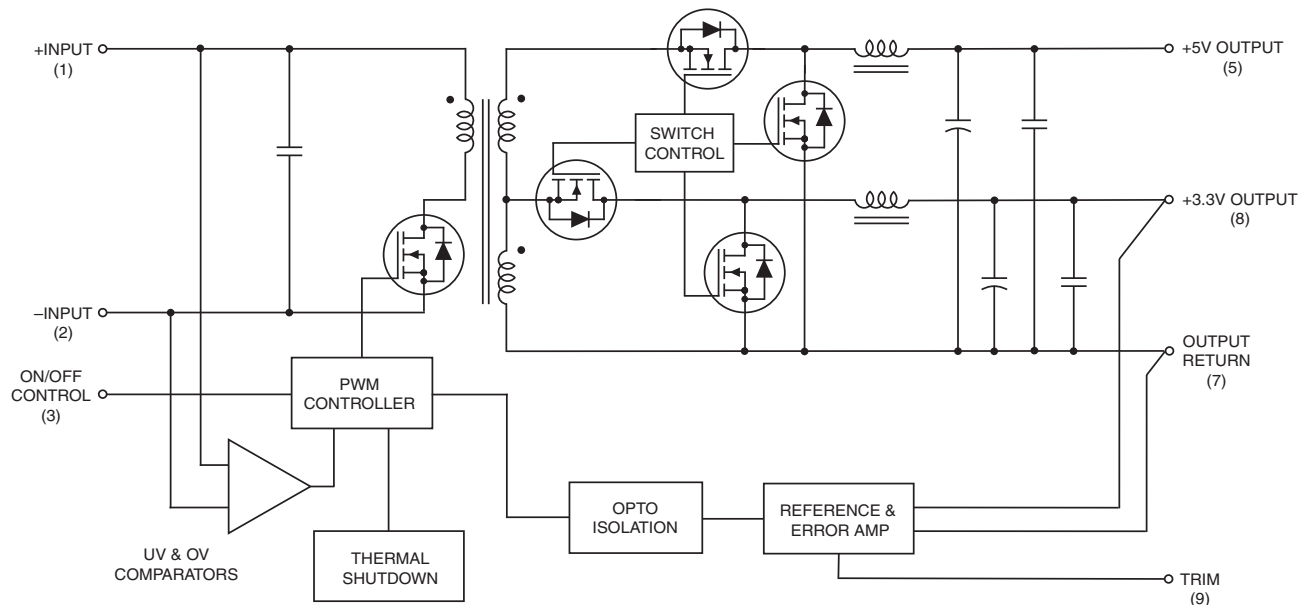 +INPUT
(1)
+5V OUTPUT
(5)
SWITCH
CONTROL
+3.3V OUTPUT
(8)
–INPUT
(2)
OUTPUT
RETURN
(7)
ON/OFF
CONTROL
(3)
PWM
CONTROLLER
OPTO
ISOLATION
REFERENCE &
ERROR AMP
UV & OV
COMPARATORS
THERMAL
SHUTDOWN
TRIM
(9)